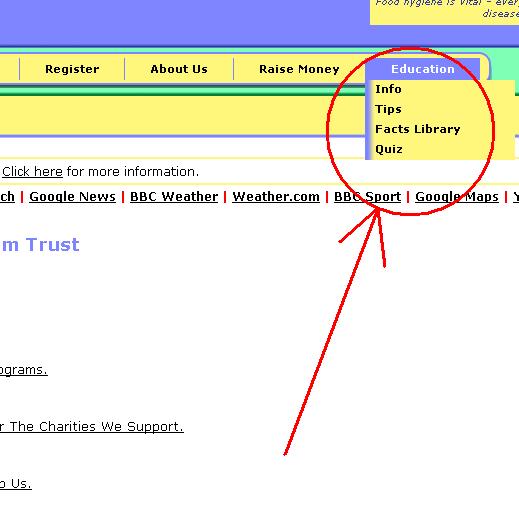 Food hygiene is vital - ever
disease
Register
About Us
Raise Money
Education
Info
Tips
Facts Library
Quiz
Click here for more information.
ch | Google News | BBC Weather | Weather.com | BBC Sport | Google Maps | Y
m Trust
ograms.
r The Charities We Support.
o Us.